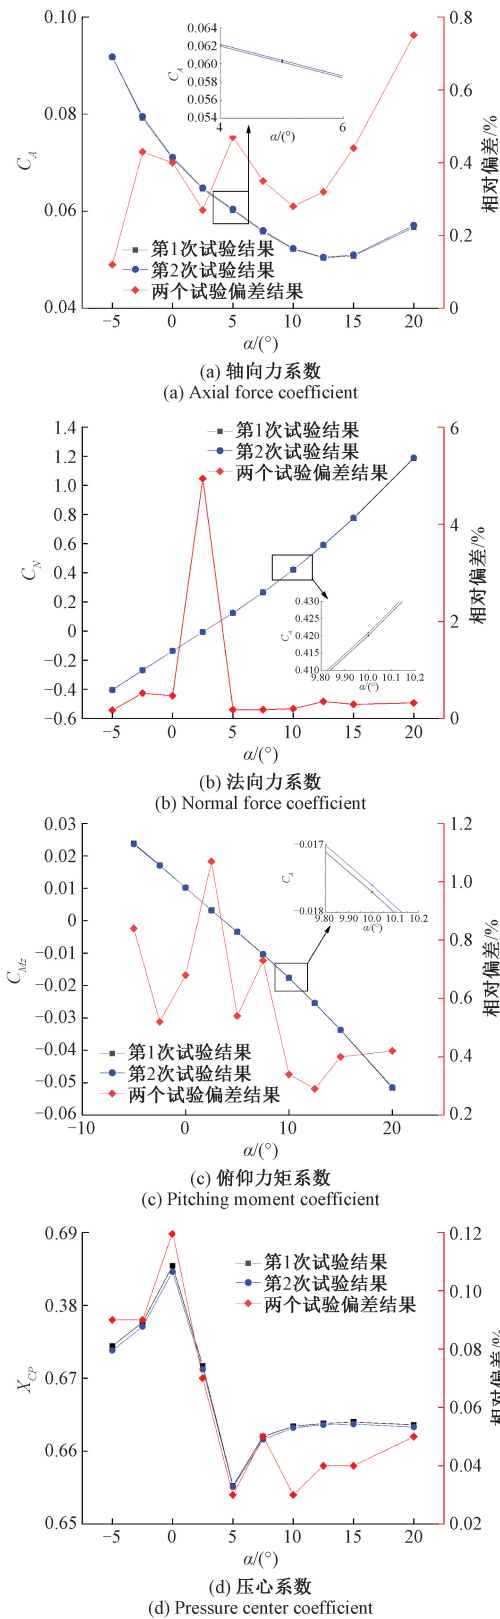 0.10
0.08
0.06
0.04
C_A
0.064
0.062
0.060
0.058
0.056
0.054
C_A
4
6
α/(°)
0.8
0.6
0.4
0.2
0
相对偏差/%
第1次试验结果
第2次试验结果
两个试验偏差结果
−5
0
5
10
15
20
α/(°)
(a) 轴向力系数
(a) Axial force coefficient
1.4
1.2
1.0
0.8
0.6
0.4
0.2
0
−0.2
−0.4
−0.6
C_N
第1次试验结果
第2次试验结果
两个试验偏差结果
6
4
2
0
相对偏差/%
0.430
0.425
0.420
0.415
0.410
C_A
9.80
9.90
10.0
10.1
10.2
α/(°)
−5
0
5
10
15
20
α/(°)
(b) 法向力系数
(b) Normal force coefficient
0.03
0.02
0.01
0
−0.01
−0.02
−0.03
−0.04
−0.05
−0.06
C_Mz
−0.017
−0.018
C_A
9.80
9.90
10.0
10.1
10.2
α/(°)
1.2
1.0
0.8
0.6
0.4
0.2
相对偏差/%
第1次试验结果
第2次试验结果
两个试验偏差结果
−10
0
10
20
α/(°)
(c) 俯仰力矩系数
(c) Pitching moment coefficient
0.69
0.38
0.67
0.66
0.65
X_CP
第1次试验结果
第2次试验结果
两个试验偏差结果
0.12
0.10
0.08
0.06
0.04
0.02
相对偏差/%
−5
0
5
10
15
20
α/(°)
(d) 压心系数
(d) Pressure center coefficient